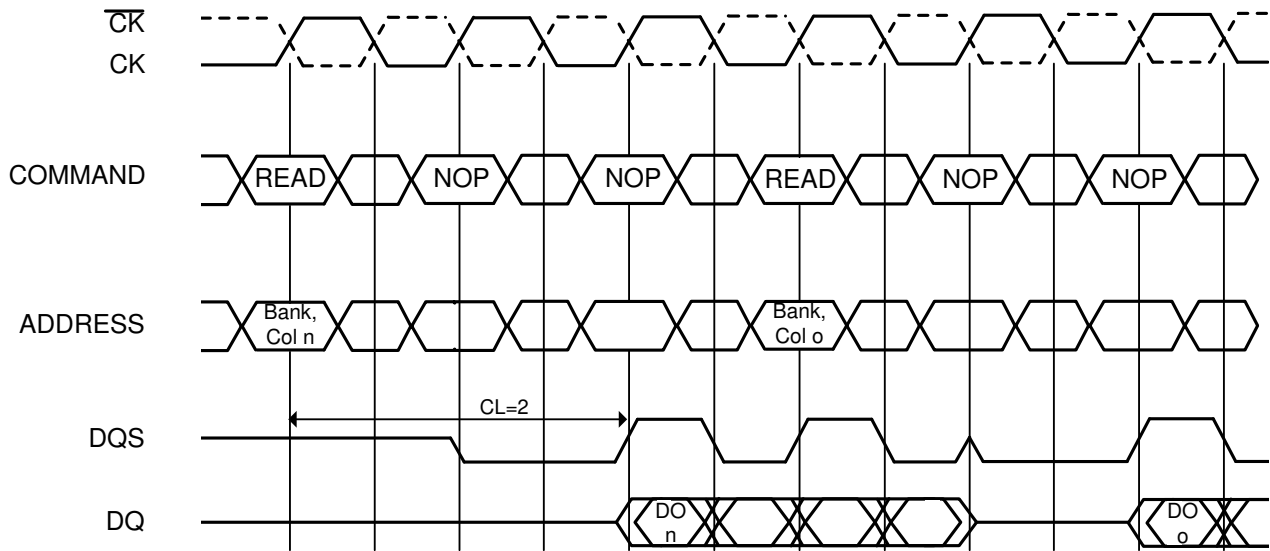 C̅K̅
CK
COMMAND
READ
NOP
NOP
READ
NOP
NOP
ADDRESS
Bank,
Col n
Bank,
Col o
CL=2
DQS
DQ
DO
n
DO
o